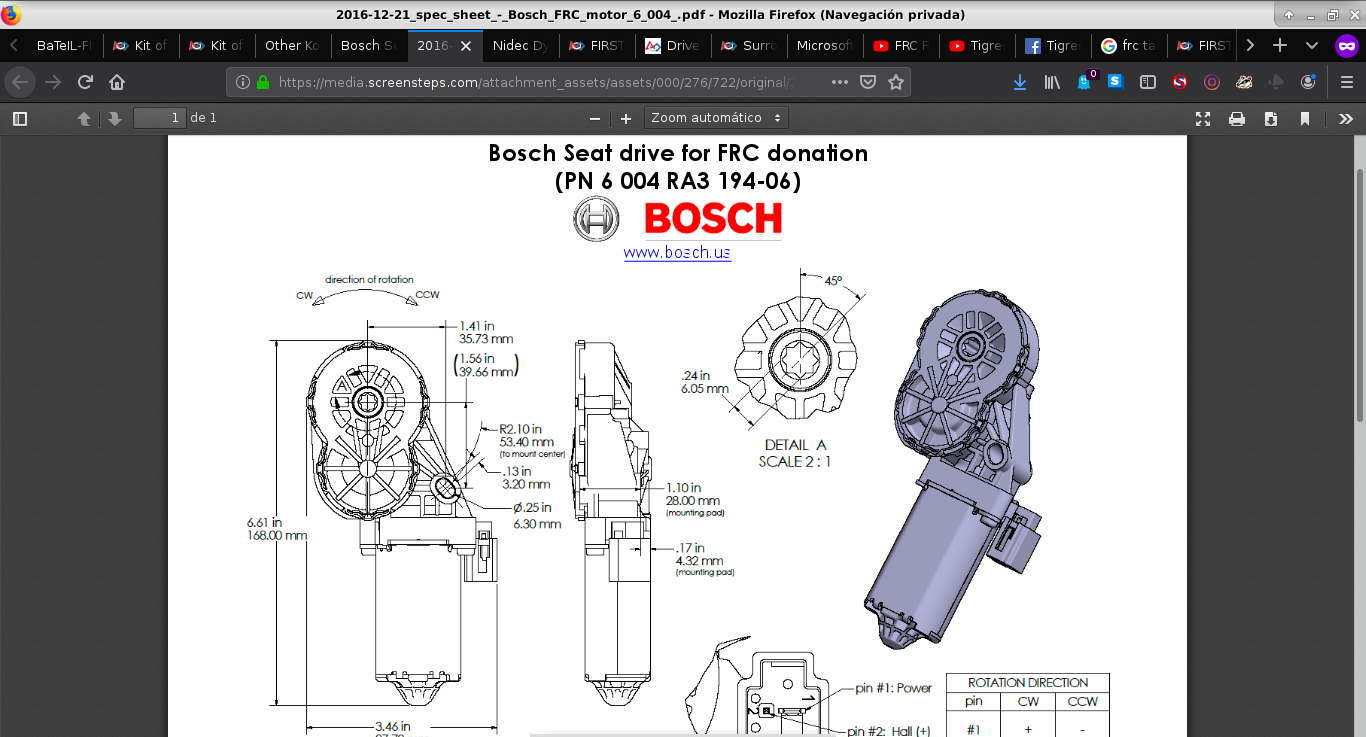 2016-12-21_spec_sheet_-_Bosch_FRC_motor_6_004_.pdf - Mozilla Firefox (Navegación privada)
BaTeIL-FI
Kit of
Kit of
Other Ko
Bosch Se
2016-
Nidec Dy
FIRST
Drive
Surro
Microsof
FRC R
Tigre
Tigre
frc ta
FIRST
https://media.screensteps.com/attachment_assets/assets/000/276/722/original/
0
1 de 1
Zoom automático
Bosch Seat drive for FRC donation
(PN 6 004 RA3 194-06)
BOSCH
www.bosch.us
direction of rotation
CW
CCW
1.41 in
35.73 mm
(1.56 in
39.66 mm)
A
R2.10 in
53.40 mm
(to mount center)
.13 in
3.20 mm
Ø.25 in
6.30 mm
6.61 in
168.00 mm
3.46 in
1.10 in
28.00 mm
(mounting pad)
.17 in
4.32 mm
(mounting pad)
45º
.24 in
6.05 mm
DETAIL A
SCALE 2 : 1
1
2
pin #1: Power
pin #2: Hall (+)
ROTATION DIRECTION
pin CW CCW
#1 + -